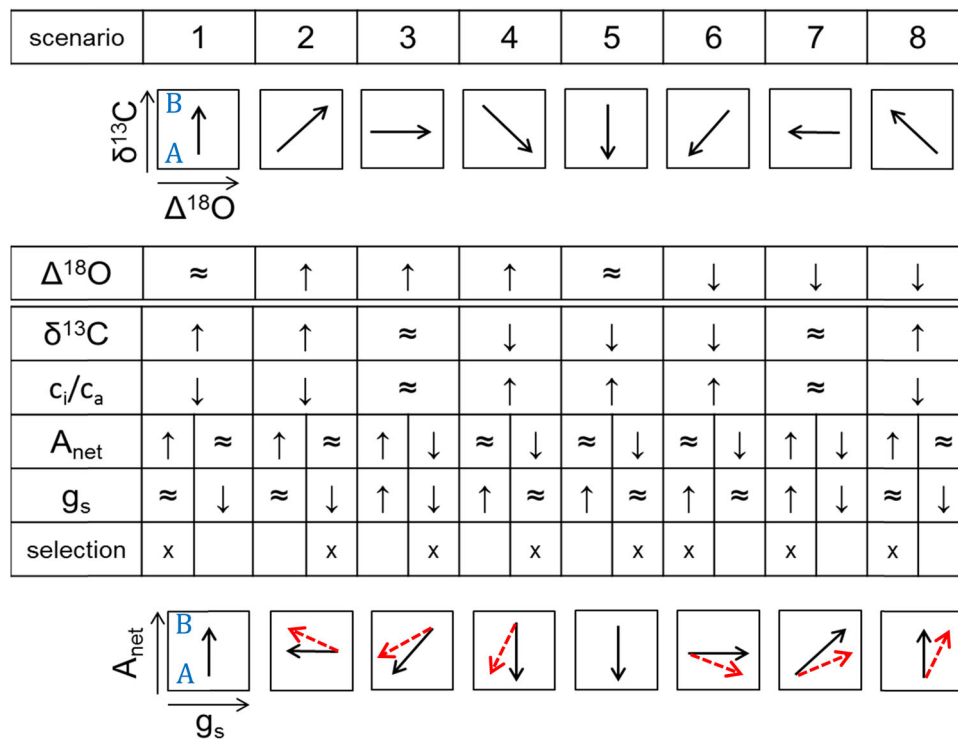 scenario 1 2 3 4 5 6 7 8
δ¹³C
B
A
Δ¹⁸O
Δ¹⁸O ≈ ↑ ↑ ↑ ≈ ↓ ↓ ↓
δ¹³C ↑ ↑ ≈ ↓ ↓ ↓ ≈ ↑
cᵢ/cₐ ↓ ↓ ≈ ↑ ↑ ↑ ≈ ↓
Aₙₑₜ ↑ ≈ ↑ ≈ ↑ ↓ ≈ ↓ ≈ ↓ ≈ ↓ ↑ ↓ ↑ ≈
gₛ ≈ ↓ ≈ ↓ ↑ ↓ ↑ ≈ ↑ ≈ ↑ ≈ ↑ ↓ ≈ ↓
selection x x x x x x x x
Aₙₑₜ
B
A
gₛ